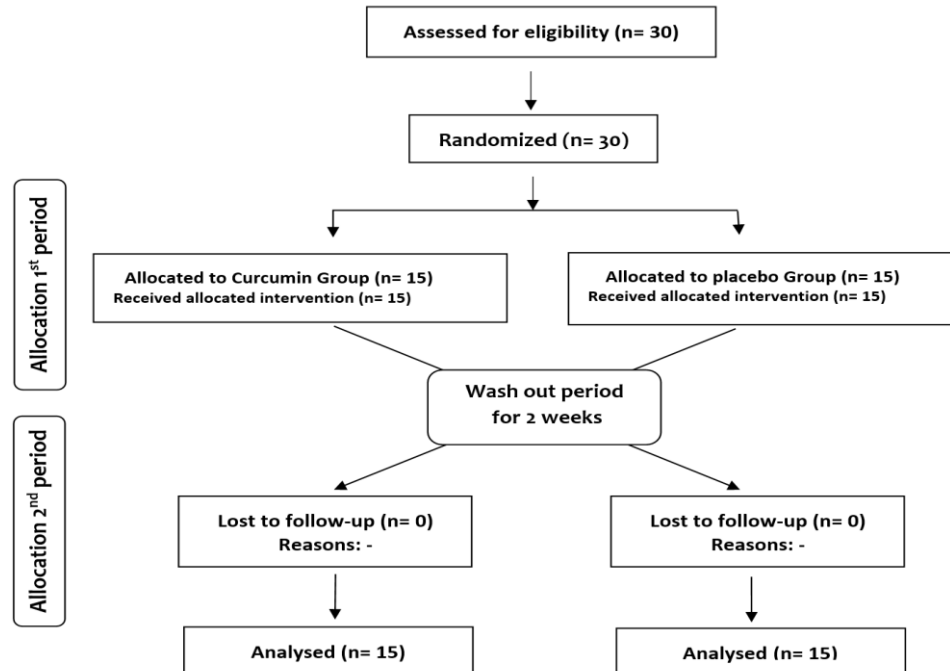 Assessed for eligibility (n= 30)
Randomized (n= 30)
Allocation 1st period
Allocated to Curcumin Group (n= 15)
Received allocated intervention (n= 15)
Allocated to placebo Group (n= 15)
Received allocated intervention (n= 15)
Wash out period
for 2 weeks
Allocation 2nd period
Lost to follow-up (n= 0)
Reasons: -
Lost to follow-up (n= 0)
Reasons: -
Analysed (n= 15)
Analysed (n= 15)